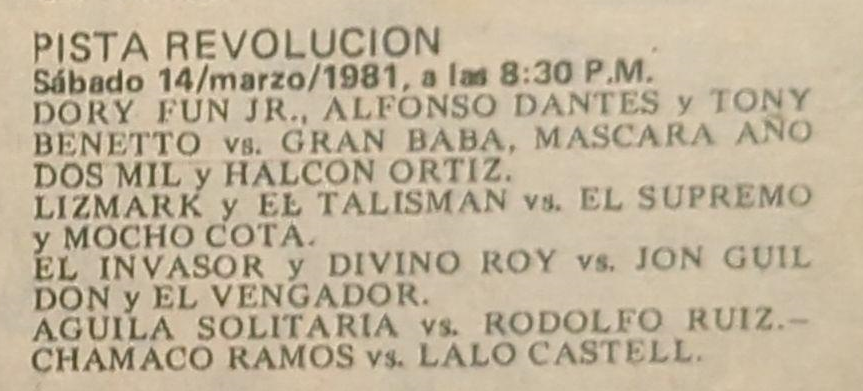 PISTA REVOLUCION
Sábado 14/marzo/1981, a las 8:30 P.M.
DORY FUN JR., ALFONSO DANTES y TONY
BENETTO vs. GRAN BABA, MASCARA AÑO
DOS MIL y HALCON ORTIZ.
LIZMARK y EL TALISMAN vs. EL SUPREMO
y MOCHO COTA.
EL INVASOR y DIVINO ROY vs. JON GUIL
DON y EL VENGADOR.
AGUILA SOLITARIA vs. RODOLFO RUIZ.—
CHAMACO RAMOS vs. LALO CASTELL.